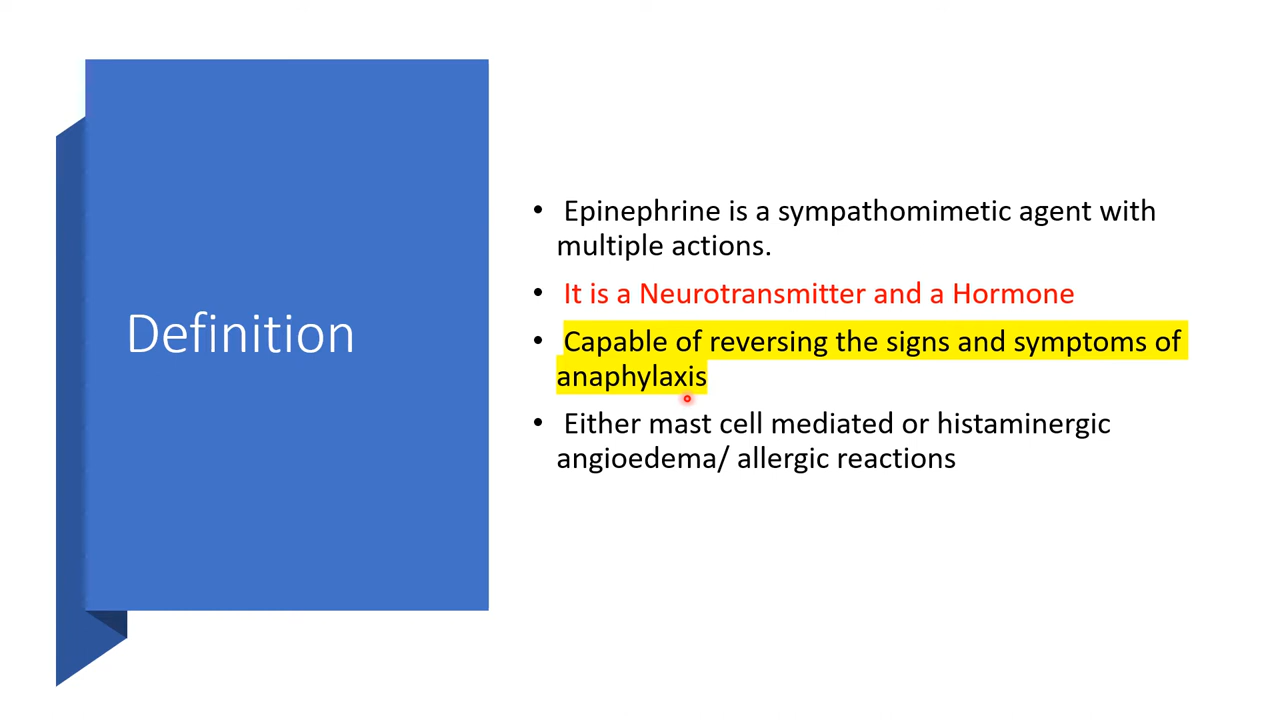 Definition
• Epinephrine is a sympathomimetic agent with
multiple actions.
• It is a Neurotransmitter and a Hormone
• Capable of reversing the signs and symptoms of
anaphylaxis
• Either mast cell mediated or histaminergic
angioedema/ allergic reactions